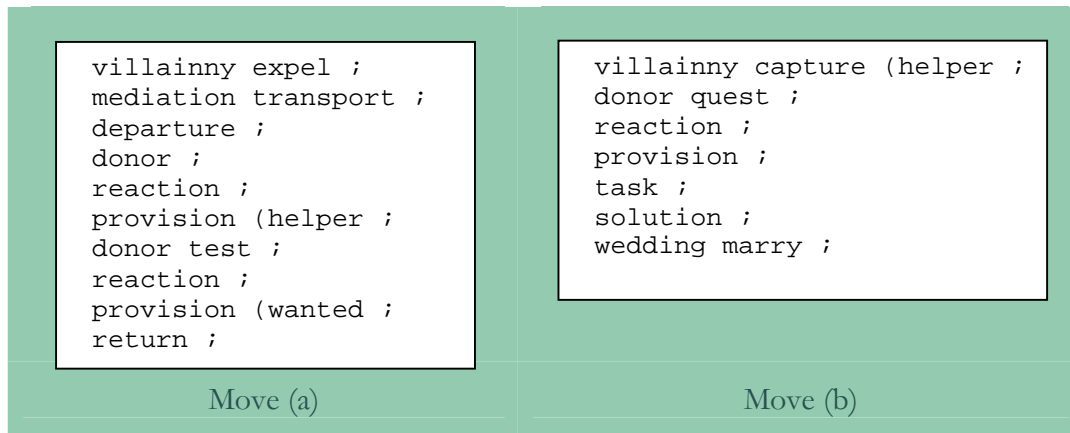 villainny expel ;
mediation transport ;
departure ;
donor ;
reaction ;
provision (helper ;
donor test ;
reaction ;
provision (wanted ;
return ;
Move (a)
villainny capture (helper ;
donor quest ;
reaction ;
provision ;
task ;
solution ;
wedding marry ;
Move (b)